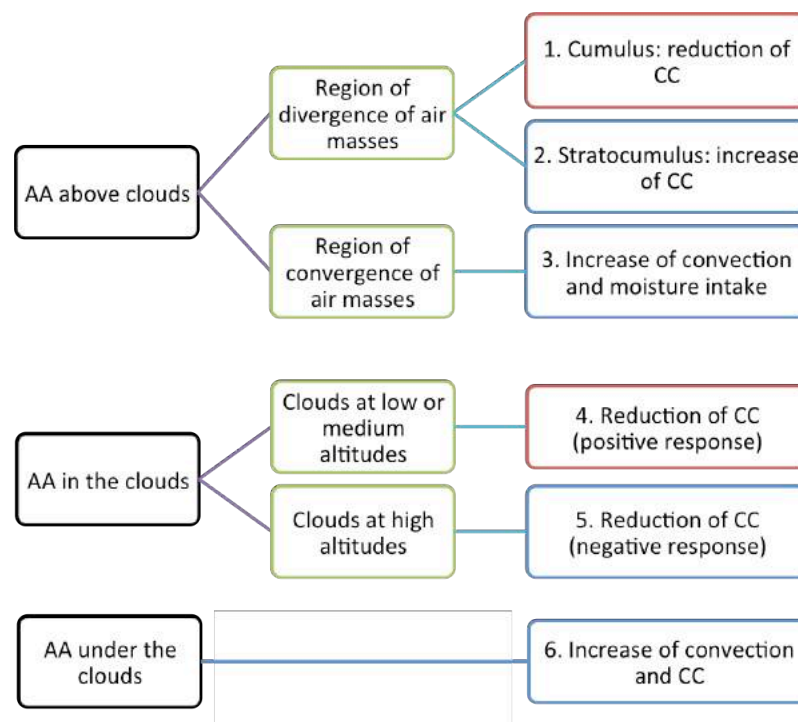 AA above clouds
Region of
divergence of air
masses
1. Cumulus: reduction of
CC
2. Stratocumulus: increase
of CC
Region of
convergence of
air masses
3. Increase of convection
and moisture intake
AA in the clouds
Clouds at low or
medium
altitudes
4. Reduction of CC
(positive response)
Clouds at high
altitudes
5. Reduction of CC
(negative response)
AA under the
clouds
6. Increase of convection
and CC